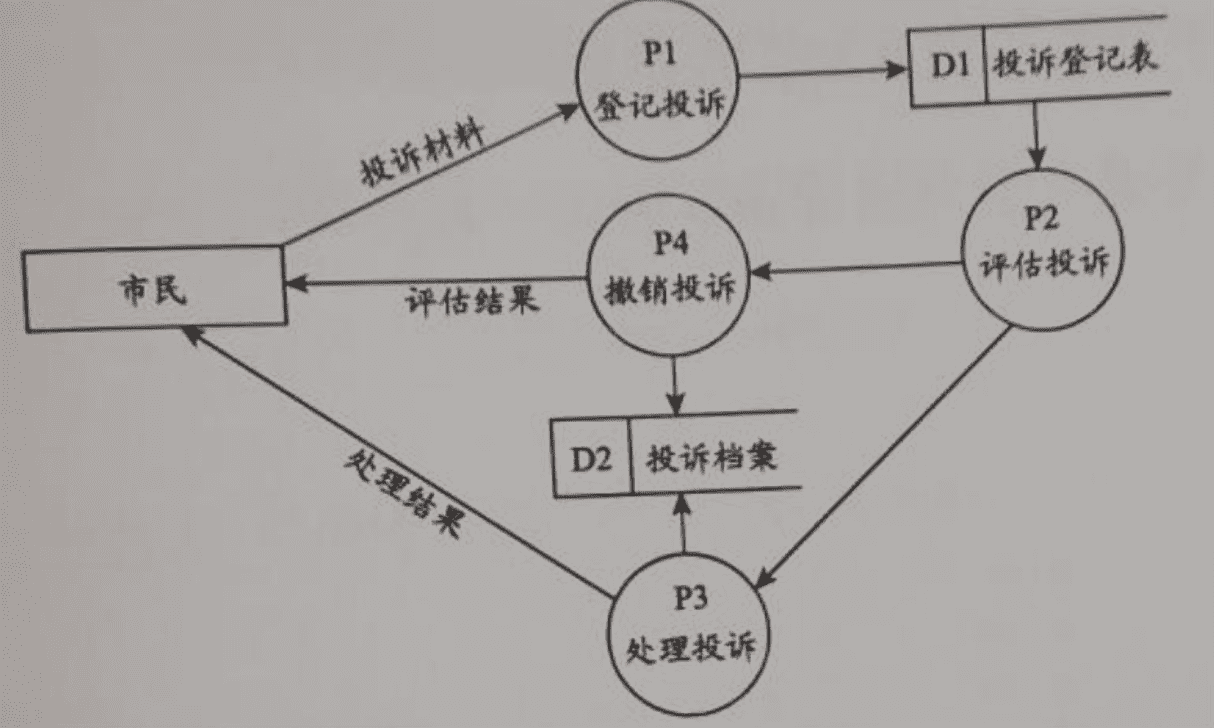 P1
登记投诉
D1 投诉登记表
投诉材料
P2
评估投诉
P4
撤销投诉
市民
评估结果
D2 投诉档案
处理结果
P3
处理投诉